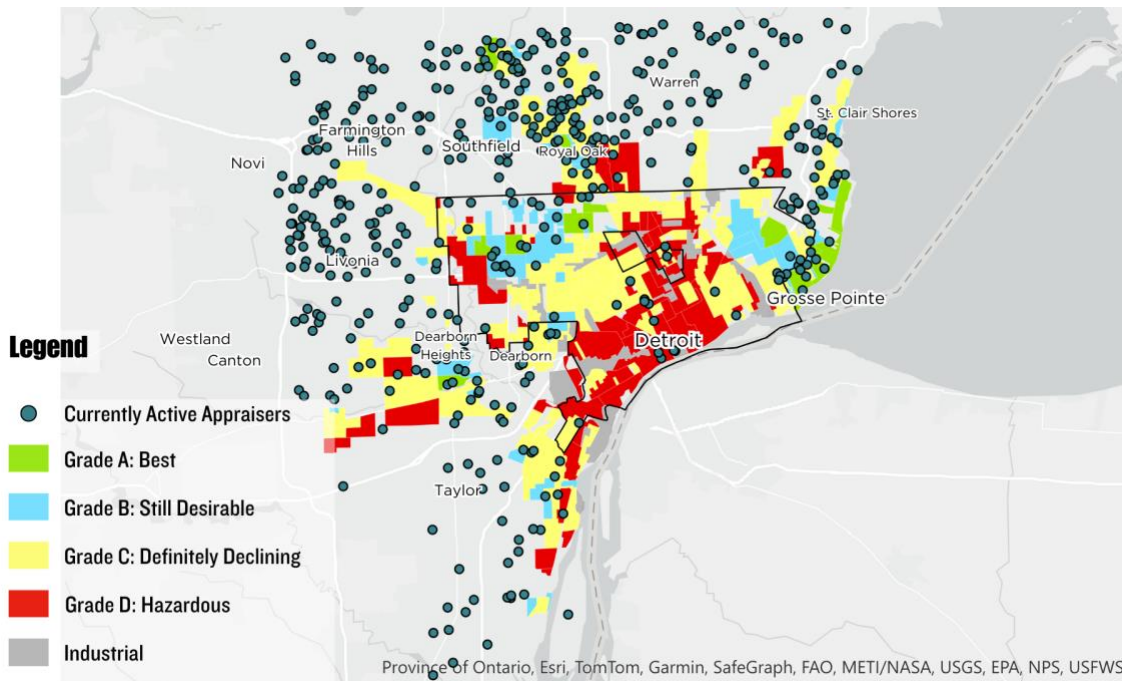 Warren
St. Clair Shores
Farmington
Hills
Southfield
Royal Oak
Novi
Livonia
Grosse Pointe
Westland
Canton
Dearborn
Heights
Dearborn
Detroit
Taylor
Legend
Currently Active Appraisers
Grade A: Best
Grade B: Still Desirable
Grade C: Definitely Declining
Grade D: Hazardous
Industrial
Province of Ontario, Esri, TomTom, Garmin, SafeGraph, FAO, METI/NASA, USGS, EPA, NPS, USFWS